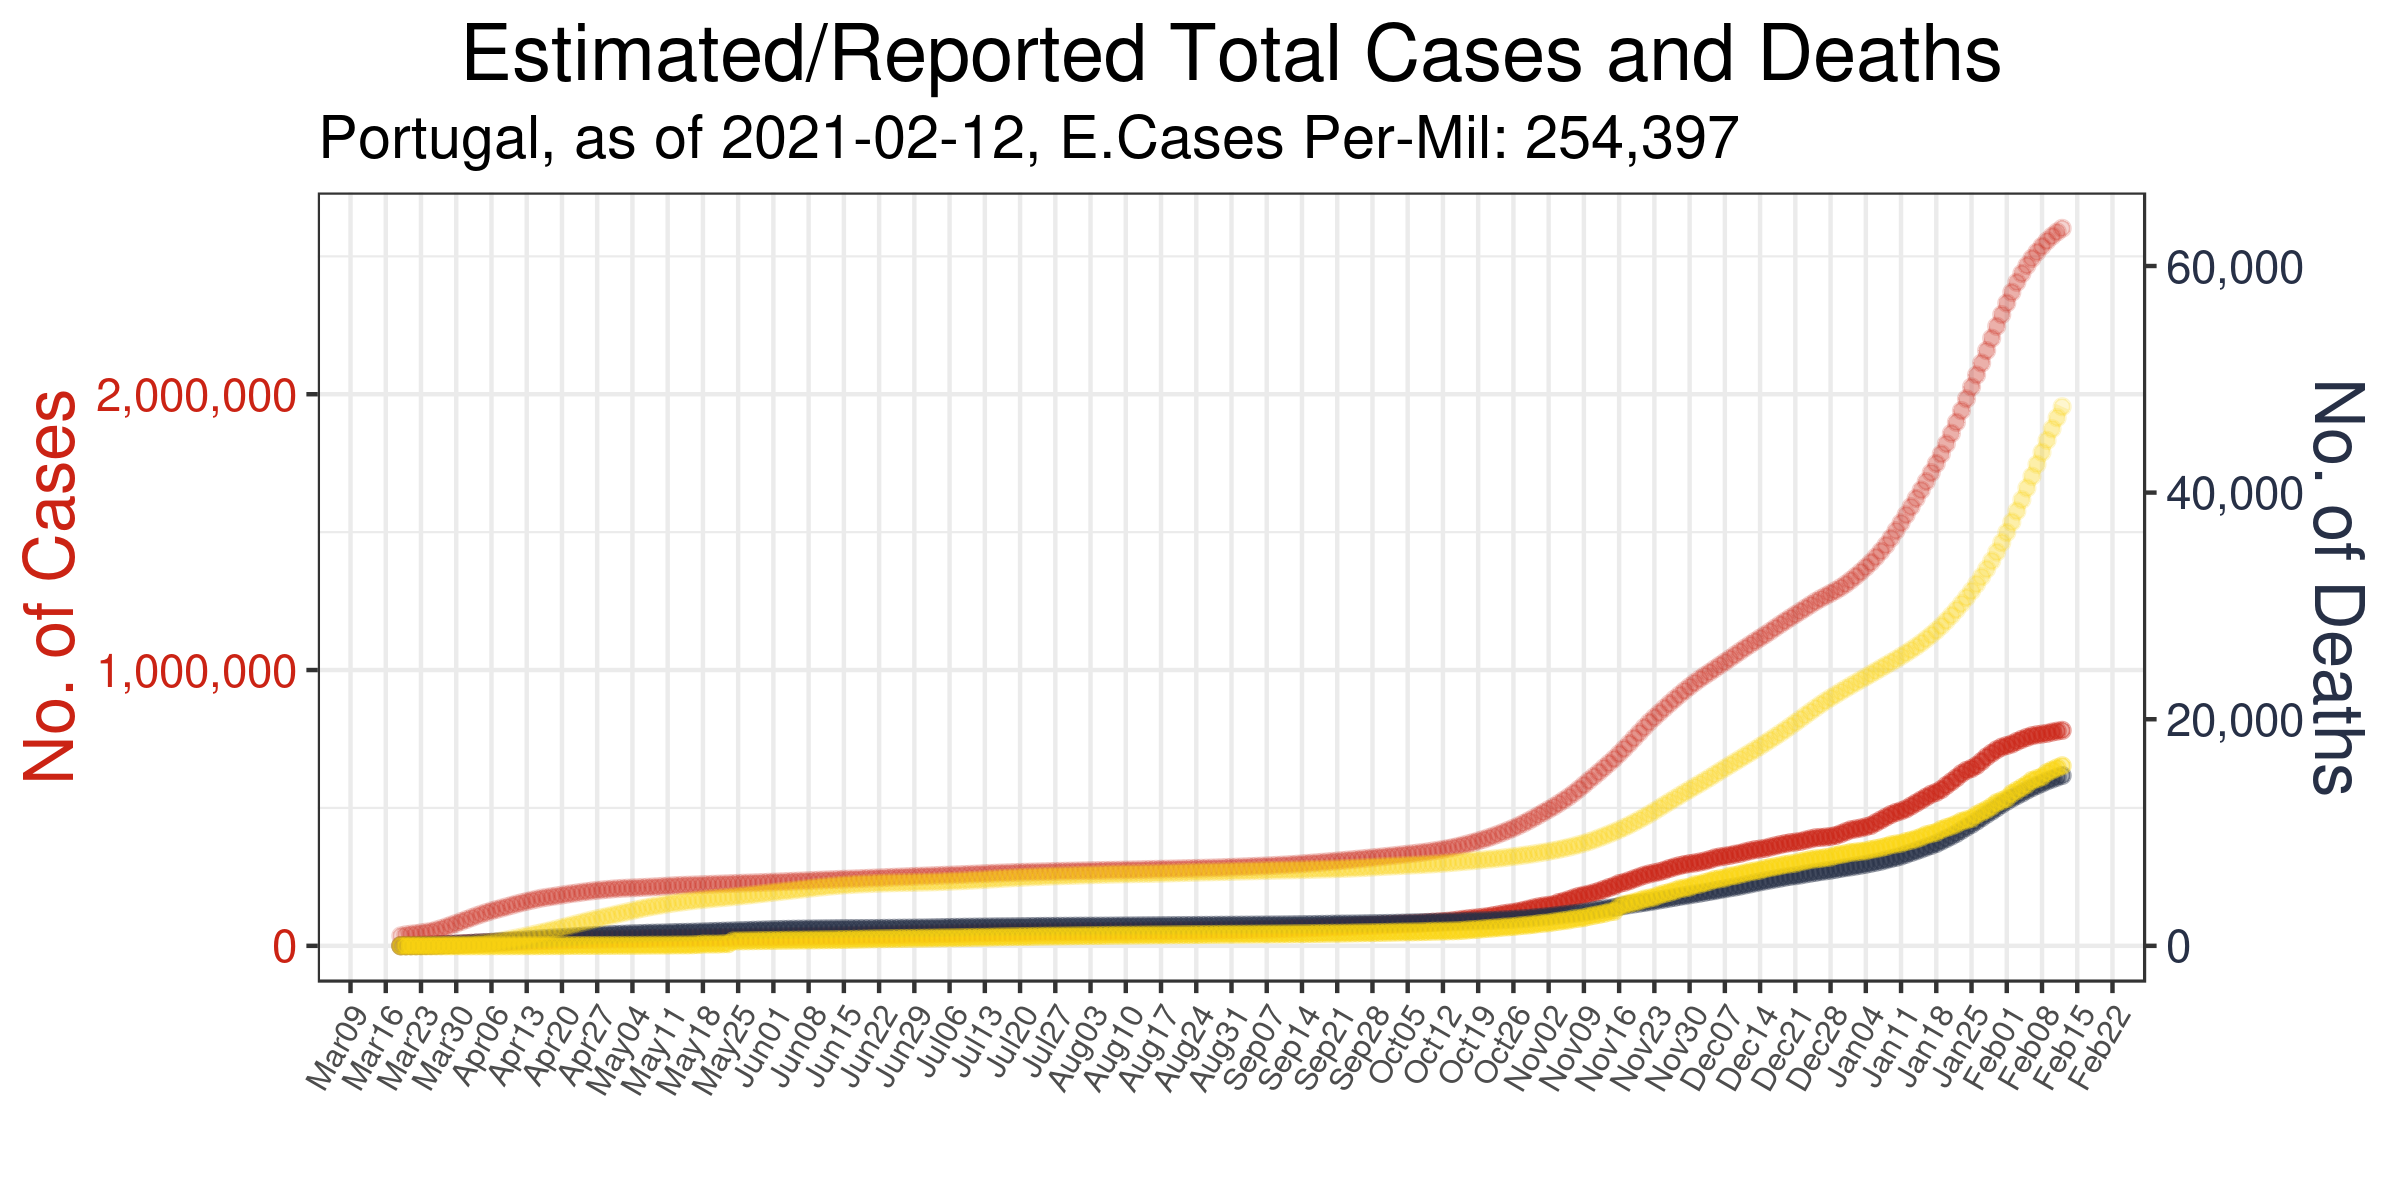 Estimated/Reported Total Cases and Deaths
Portugal, as of 2021-02-12, E.Cases Per-Mil: 254,397
No. of Cases
2,000,000
1,000,000
0
60,000
40,000
20,000
0
No. of Deaths
Mar09
Mar16
Mar23
Mar30
Apr06
Apr13
Apr20
Apr27
May04
May11
May18
May25
Jun01
Jun08
Jun15
Jun22
Jun29
Jul06
Jul13
Jul20
Jul27
Aug03
Aug10
Aug17
Aug24
Aug31
Sep07
Sep14
Sep21
Sep28
Oct05
Oct12
Oct19
Oct26
Nov02
Nov09
Nov16
Nov23
Nov30
Dec07
Dec14
Dec21
Dec28
Jan04
Jan11
Jan18
Jan25
Feb01
Feb08
Feb15
Feb22